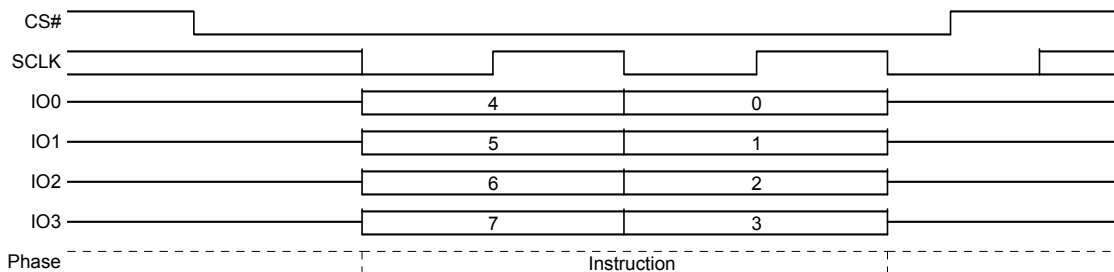 CS#
SCLK
IO0 4 0
IO1 5 1
IO2 6 2
IO3 7 3
Phase Instruction